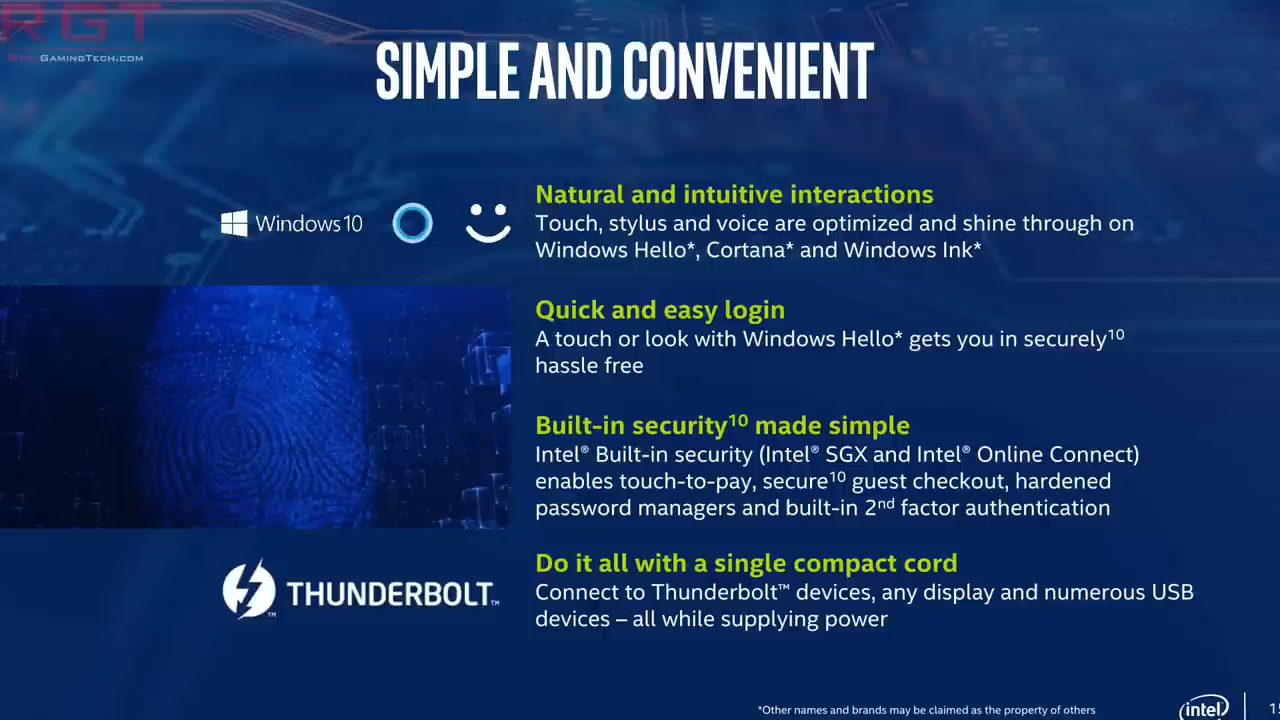 RGT
REDGAMINGTECH.COM
SIMPLE AND CONVENIENT
Windows 10
Natural and intuitive interactions
Touch, stylus and voice are optimized and shine through on
Windows Hello*, Cortana* and Windows Ink*
Quick and easy login
A touch or look with Windows Hello* gets you in securely¹⁰
hassle free
Built-in security¹⁰ made simple
Intel® Built-in security (Intel® SGX and Intel® Online Connect)
enables touch-to-pay, secure¹⁰ guest checkout, hardened
password managers and built-in 2ⁿᵈ factor authentication
THUNDERBOLT™
Do it all with a single compact cord
Connect to Thunderbolt™ devices, any display and numerous USB
devices – all while supplying power
*Other names and brands may be claimed as the property of others
intel